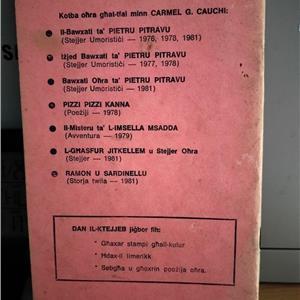 Kotba oħra għat-tfal minn CARMEL G. CAUCHI:
Il-Bawxati ta' PIETRU PITRAVU
(Stejjer Umoristiċi — 1976, 1978, 1981)
Iżjed Bawxati ta' PIETRU PITRAVU
(Stejjer Umoristiċi — 1977, 1978)
Bawxati Oħra ta' PIETRU PITRAVU
(Stejjer Umoristiċi — 1981)
PIZZI PIZZI KANNA
(Poeżiji — 1978)
Il-Misteru ta' L-IMSELLA MSADDA
(Avventura — 1979)
L-GĦASFUR JITKELLEM u Stejjer Oħra
(Stejjer — 1981)
RAMON U SARDINELLU
(Storja twila — 1981)
DAN IL-KTEJJEB jiġbor fih:
Għaxar stampi għall-kulur
Ħdax-il limerikk
Sebgħa u għoxrin poeżija oħra.